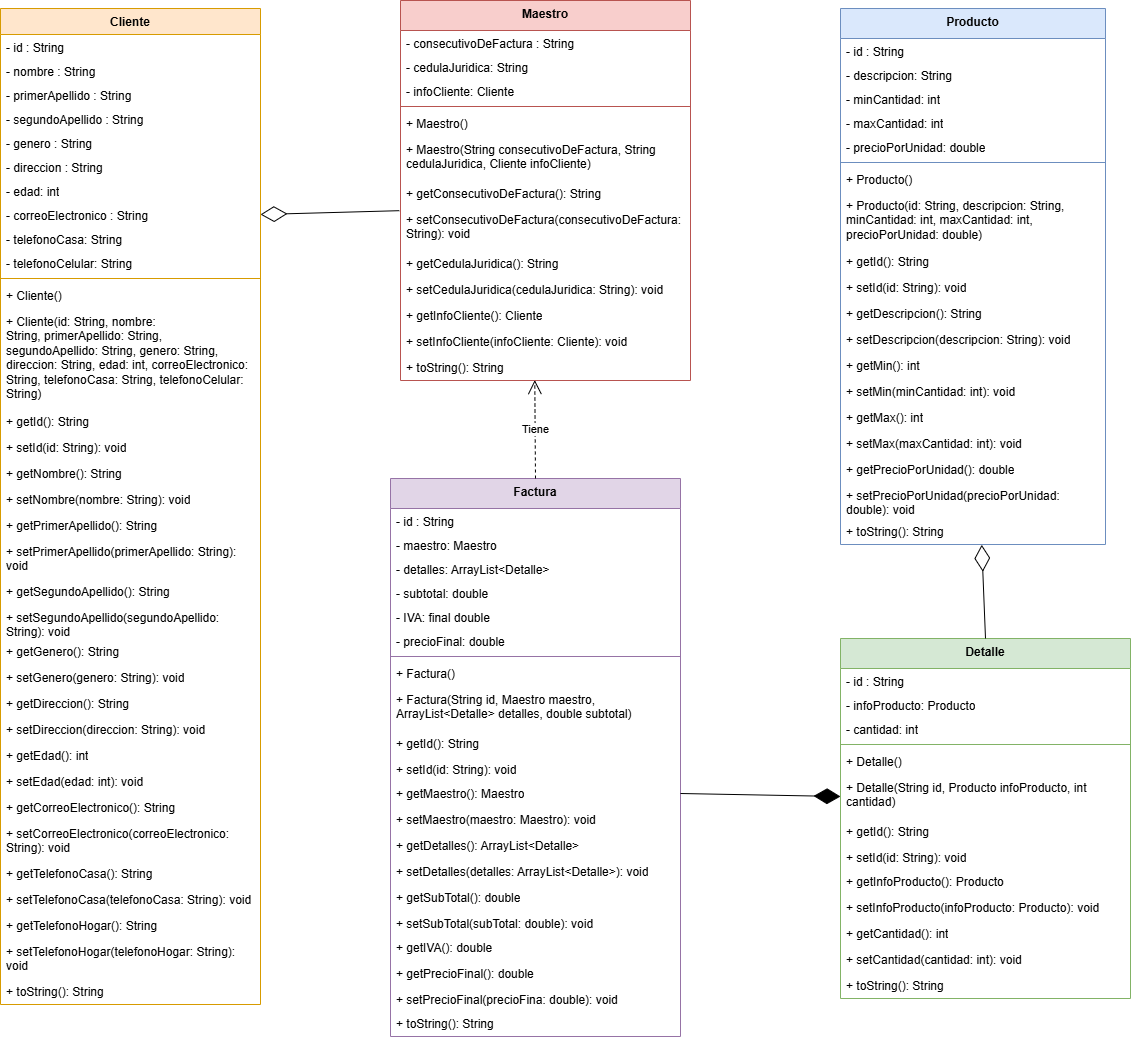 Cliente
- id : String
- nombre : String
- primerApellido : String
- segundoApellido : String
- genero : String
- direccion : String
- edad: int
- correoElectronico : String
- telefonoCasa: String
- telefonoCelular: String
+ Cliente()
+ Cliente(id: String, nombre:
String, primerApellido: String,
segundoApellido: String, genero: String,
direccion: String, edad: int, correoElectronico:
String, telefonoCasa: String, telefonoCelular:
String)
+ getId(): String
+ setId(id: String): void
+ getNombre(): String
+ setNombre(nombre: String): void
+ getPrimerApellido(): String
+ setPrimerApellido(primerApellido: String):
void
+ getSegundoApellido(): String
+ setSegundoApellido(segundoApellido:
String): void
+ getGenero(): String
+ setGenero(genero: String): void
+ getDireccion(): String
+ setDireccion(direccion: String): void
+ getEdad(): int
+ setEdad(edad: int): void
+ getCorreoElectronico(): String
+ setCorreoElectronico(correoElectronico:
String): void
+ getTelefonoCasa(): String
+ setTelefonoCasa(telefonoCasa: String): void
+ getTelefonoHogar(): String
+ setTelefonoHogar(telefonoHogar: String):
void
+ toString(): String
Maestro
- consecutivoDeFactura : String
- cedulaJuridica: String
- infoCliente: Cliente
+ Maestro()
+ Maestro(String consecutivoDeFactura, String
cedulaJuridica, Cliente infoCliente)
+ getConsecutivoDeFactura(): String
+ setConsecutivoDeFactura(consecutivoDeFactura:
String): void
+ getCedulaJuridica(): String
+ setCedulaJuridica(cedulaJuridica: String): void
+ getInfoCliente(): Cliente
+ setInfoCliente(infoCliente: Cliente): void
+ toString(): String
Tiene
Factura
- id : String
- maestro: Maestro
- detalles: ArrayList<Detalle>
- subtotal: double
- IVA: final double
- precioFinal: double
+ Factura()
+ Factura(String id, Maestro maestro,
ArrayList<Detalle> detalles, double subtotal)
+ getId(): String
+ setId(id: String): void
+ getMaestro(): Maestro
+ setMaestro(maestro: Maestro): void
+ getDetalles(): ArrayList<Detalle>
+ setDetalles(detalles: ArrayList<Detalle>): void
+ getSubTotal(): double
+ setSubTotal(subTotal: double): void
+ getIVA(): double
+ getPrecioFinal(): double
+ setPrecioFinal(precioFina: double): void
+ toString(): String
Producto
- id : String
- descripcion: String
- minCantidad: int
- maxCantidad: int
- precioPorUnidad: double
+ Producto()
+ Producto(id: String, descripcion: String,
minCantidad: int, maxCantidad: int,
precioPorUnidad: double)
+ getId(): String
+ setId(id: String): void
+ getDescripcion(): String
+ setDescripcion(descripcion: String): void
+ getMin(): int
+ setMin(minCantidad: int): void
+ getMax(): int
+ setMax(maxCantidad: int): void
+ getPrecioPorUnidad(): double
+ setPrecioPorUnidad(precioPorUnidad:
double): void
+ toString(): String
Detalle
- id : String
- infoProducto: Producto
- cantidad: int
+ Detalle()
+ Detalle(String id, Producto infoProducto, int
cantidad)
+ getId(): String
+ setId(id: String): void
+ getInfoProducto(): Producto
+ setInfoProducto(infoProducto: Producto): void
+ getCantidad(): int
+ setCantidad(cantidad: int): void
+ toString(): String